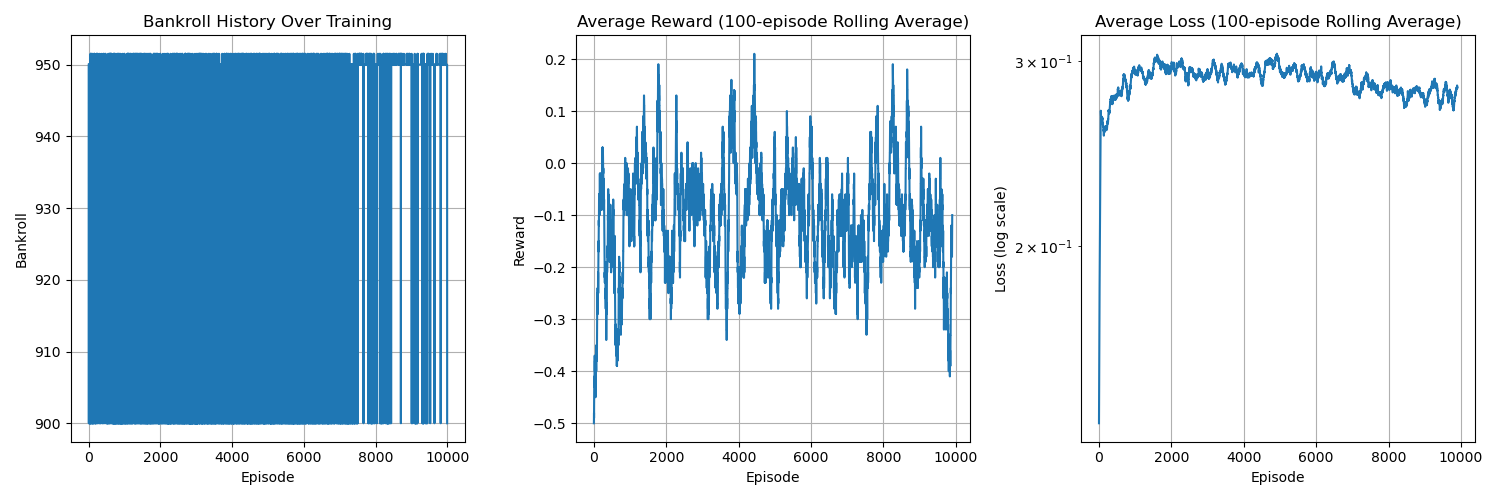 Bankroll History Over Training
950
940
930
920
910
900
Bankroll
0 2000 4000 6000 8000 10000
Episode
Average Reward (100-episode Rolling Average)
0.2
0.1
0.0
−0.1
−0.2
−0.3
−0.4
−0.5
Reward
0 2000 4000 6000 8000 10000
Episode
Average Loss (100-episode Rolling Average)
3 × 10⁻¹
2 × 10⁻¹
Loss (log scale)
0 2000 4000 6000 8000 10000
Episode